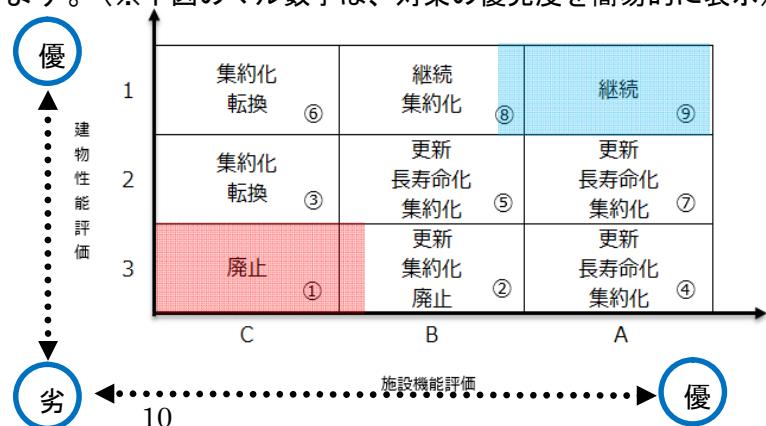 ます。（※下図のマル数字は、対策の優先度を簡易的に表示）
優
建物性能評価
1
集約化
転換 ⑥
継続
集約化 ⑧
継続
⑨
2
集約化
転換 ③
更新
長寿命化
集約化 ⑤
更新
長寿命化
集約化 ⑦
3
廃止
①
更新
集約化
廃止 ②
更新
長寿命化
集約化 ④
C B A
施設機能評価
劣
優
10